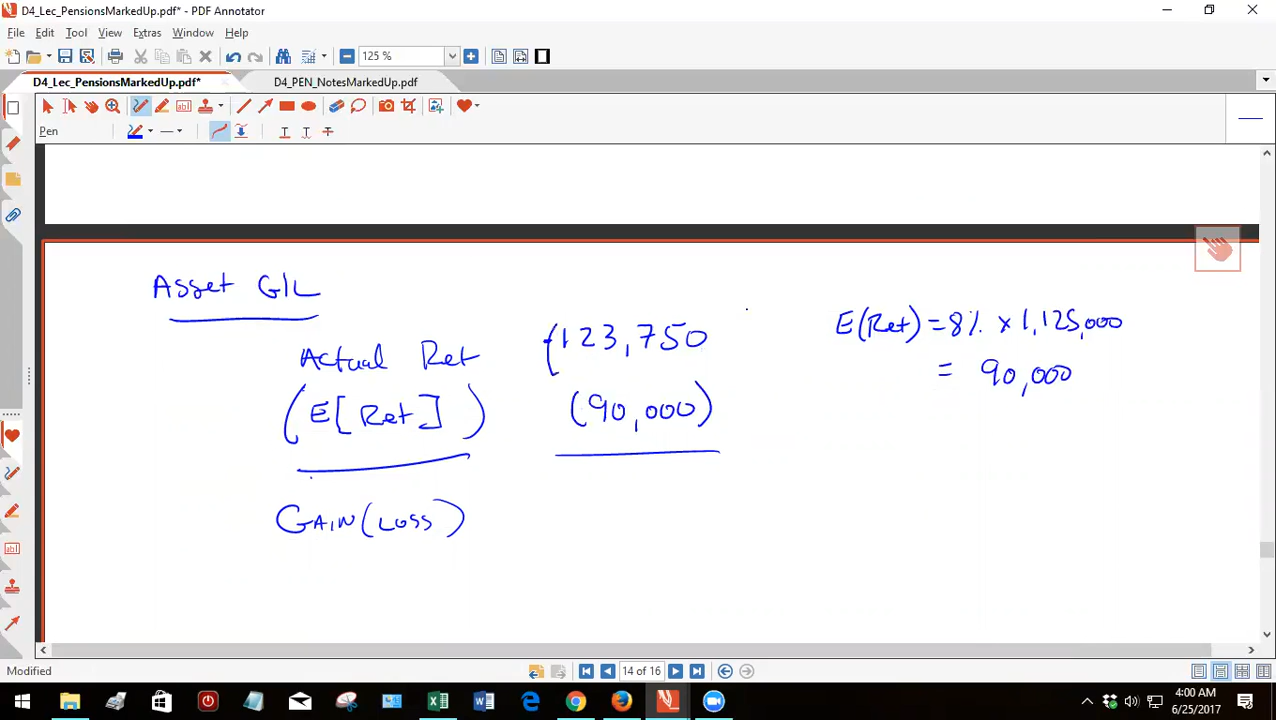 D4_Lec_PensionsMarkedUp.pdf* - PDF Annotator
File Edit Tool View Extras Window Help
125 %
D4_Lec_PensionsMarkedUp.pdf* D4_PEN_NotesMarkedUp.pdf
Pen
Asset G/L
Actual Ret 123,750
(E[Ret]) (90,000)
GAIN(LOSS)
E(Ret) = 8% x 1,125,000
= 90,000
Modified 14 of 16
4:00 AM
6/25/2017